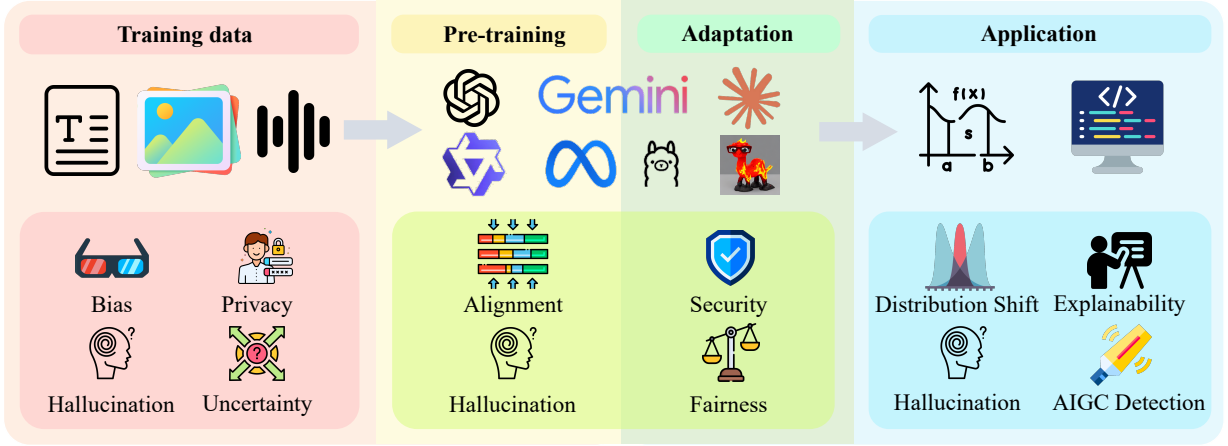 Training data
Pre-training
Adaptation
Application
T
Gemini
f(x)
s
a
b
</>
Bias
Privacy
Hallucination
?
Uncertainty
?
Alignment
Security
Hallucination
?
Fairness
Distribution Shift
Explainability
Hallucination
?
AIGC Detection